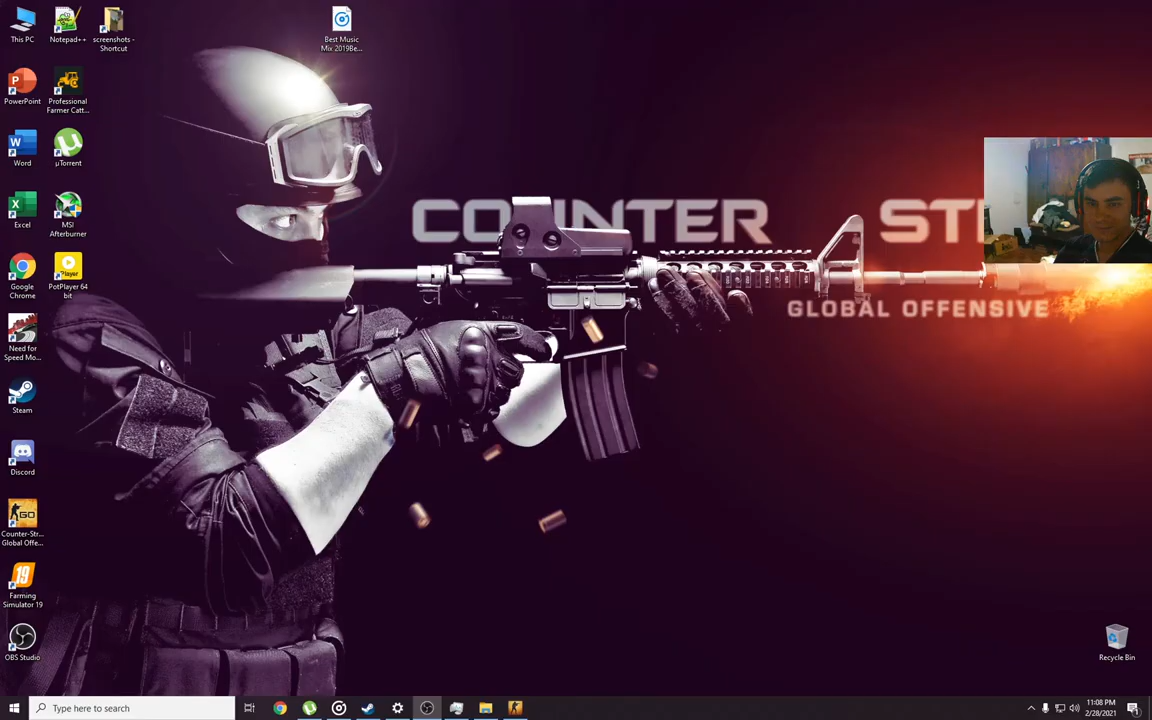 This PC
Notepad++
screenshots -
Shortcut
Best Music
Mix 2019Be...
PowerPoint
Professional
Farmer Catt...
Word
µTorrent
Excel
MSI
Afterburner
Google
Chrome
PotPlayer 64
bit
Need for
Speed Mo...
Steam
Discord
Counter-Str...
Global Offe...
Farming
Simulator 19
OBS Studio
COUNTER STR
GLOBAL OFFENSIVE
Recycle Bin
Type here to search
11:08 PM
2/28/2021